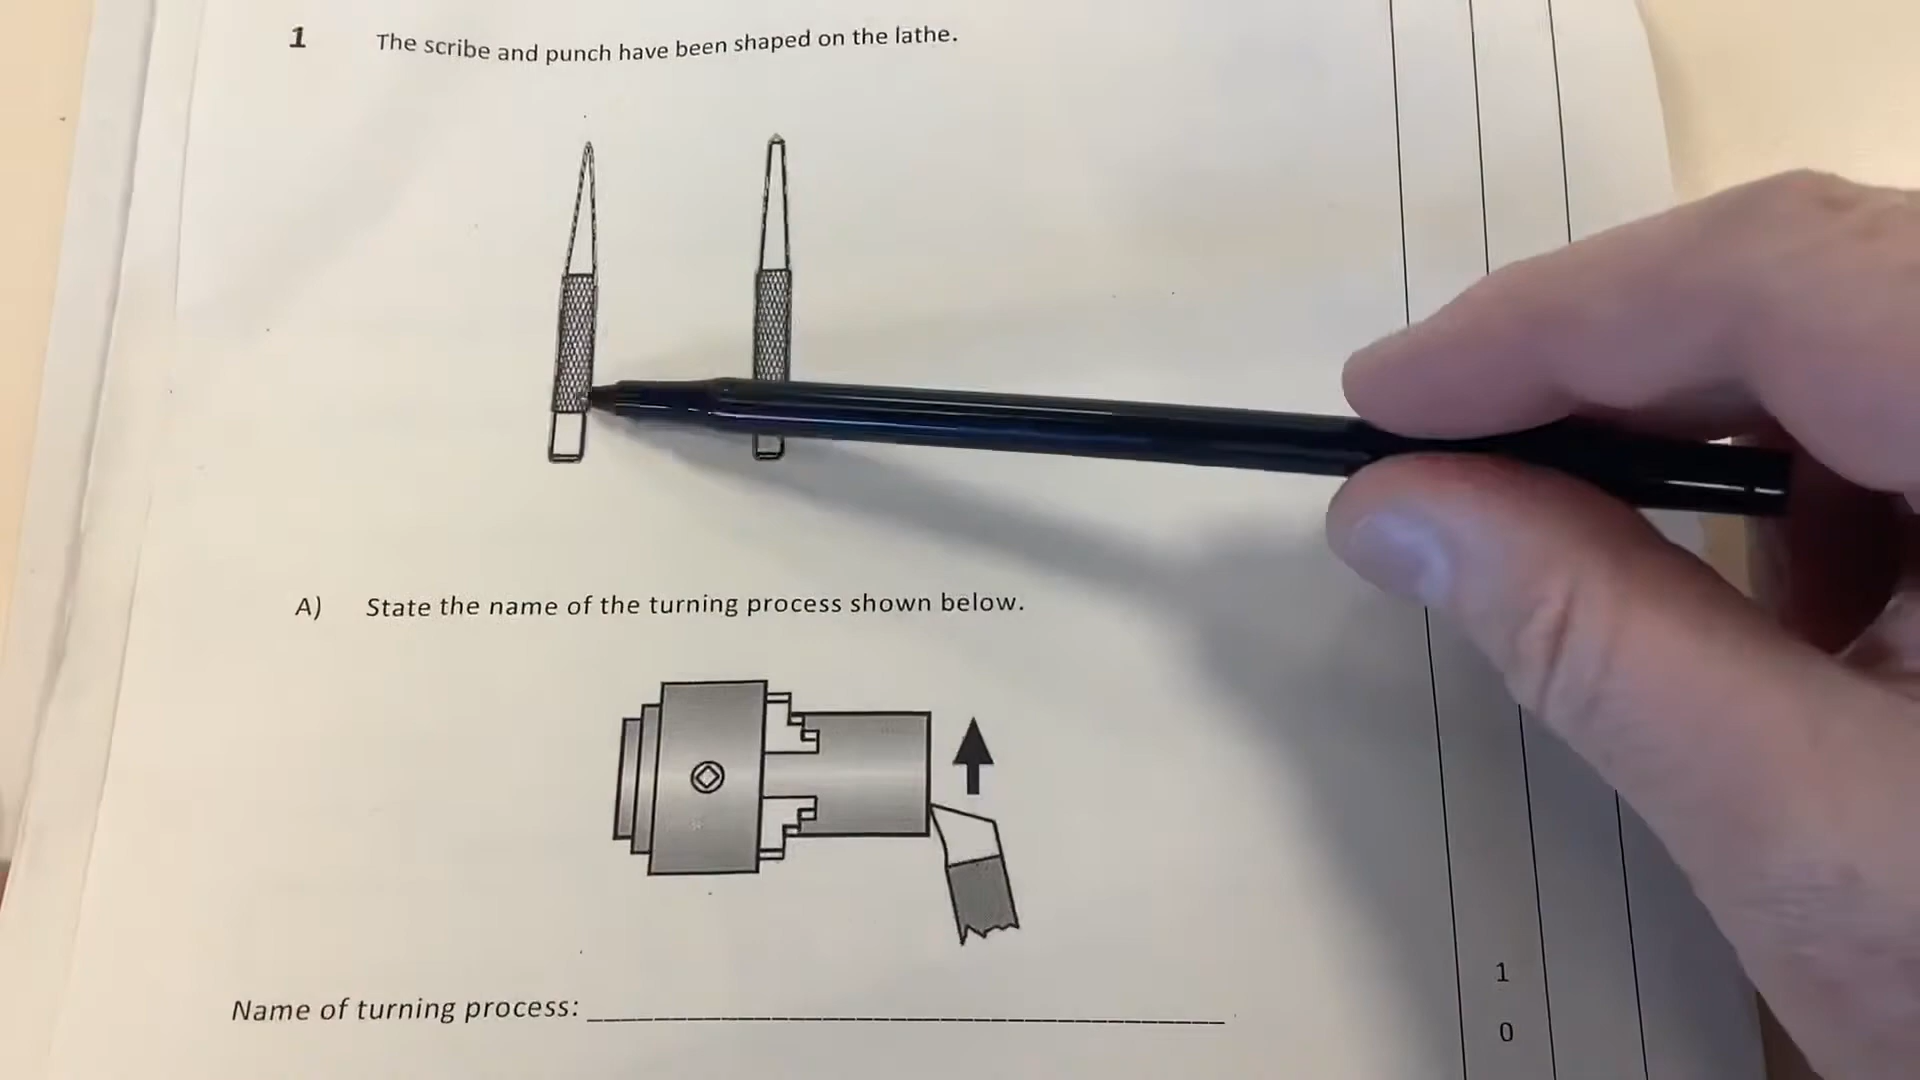 1 The scribe and punch have been shaped on the lathe.
A) State the name of the turning process shown below.
Name of turning process:
1
0